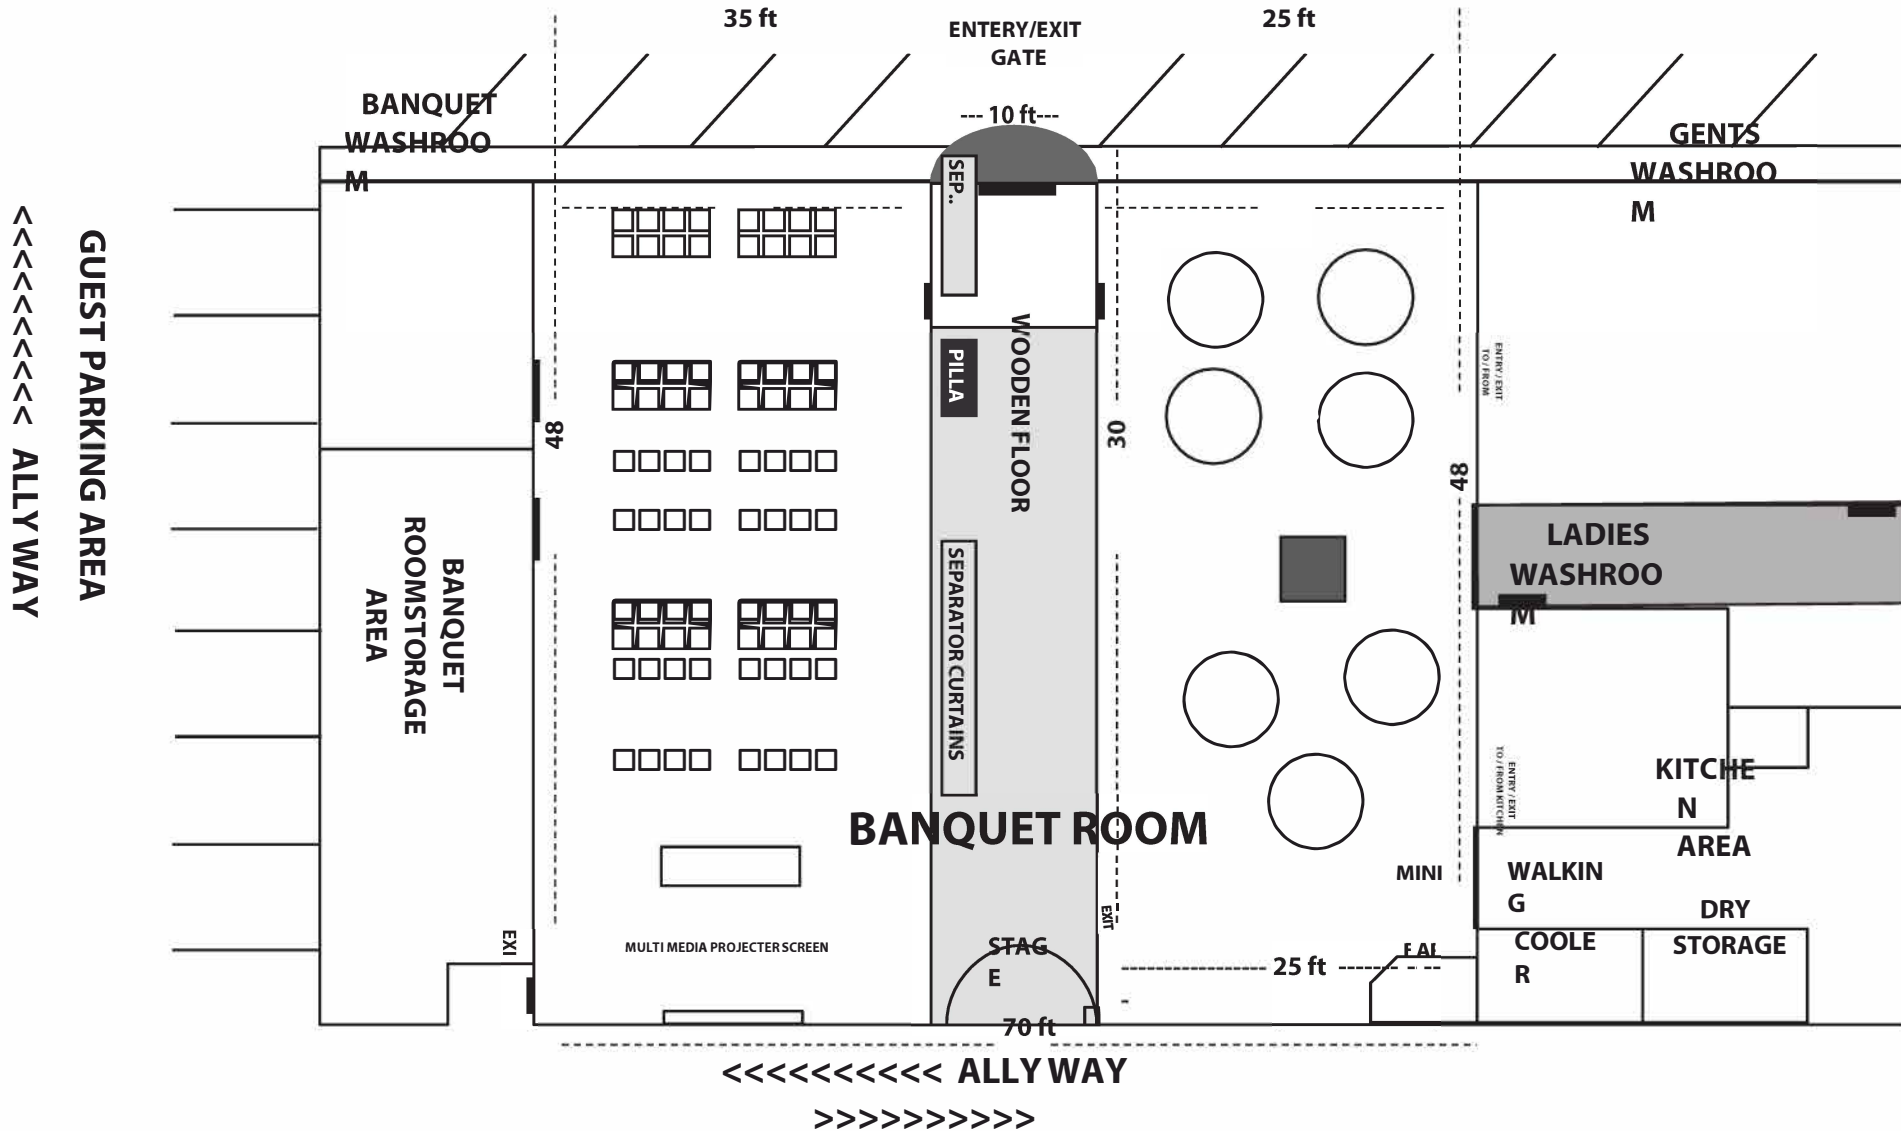 35 ft
ENTERY/EXIT
GATE
25 ft
--- 10 ft---
BANQUET
WASHROO
M
GENTS
WASHROO
M
<<<<<<<<<< ALLY WAY
GUEST PARKING AREA
SEP..
PILLA
WOODEN FLOOR
SEPARATOR CURTAINS
48
30
48
ENTRY / EXIT
TO / FROM
LADIES
WASHROO
M
BANQUET
ROOMSTORAGE
AREA
BANQUET ROOM
ENTRY / EXIT
TO / FROM KITCHEN
KITCHE
N
AREA
MINI
WALKIN
G
COOLE
R
DRY
STORAGE
EXI
MULTI MEDIA PROJECTER SCREEN
EXIT
STAG
E
25 ft
70 ft
<<<<<<<<<< ALLY WAY
>>>>>>>>>>